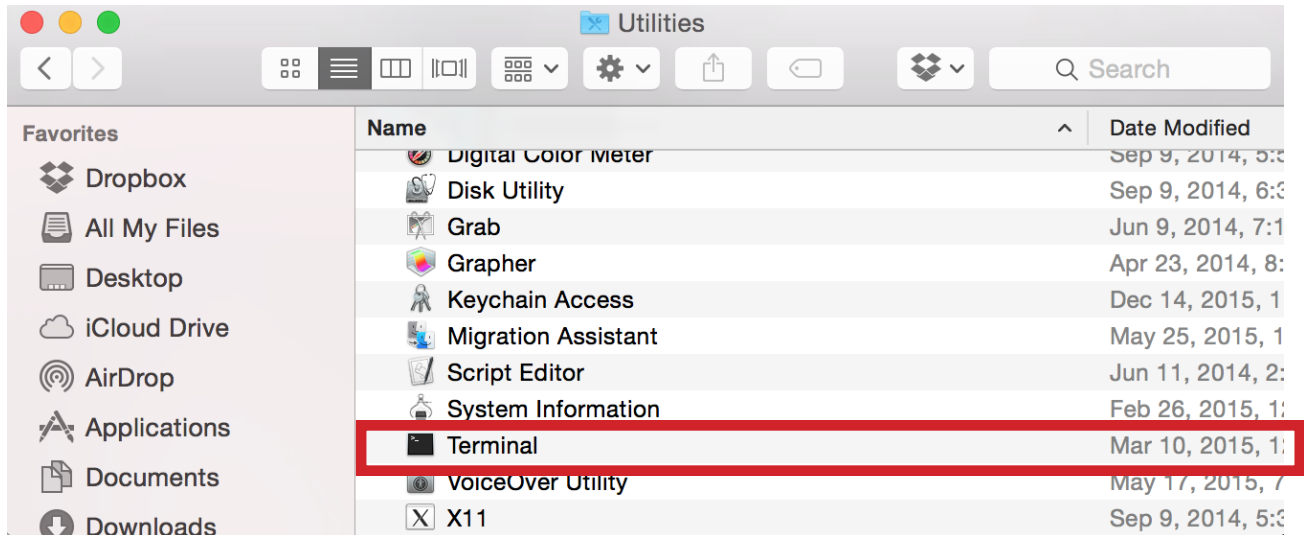 Utilities
Search
Favorites
Dropbox
All My Files
Desktop
iCloud Drive
AirDrop
Applications
Documents
Downloads
Name Date Modified
Digital Color Meter Sep 9, 2014, 5:5
Disk Utility Sep 9, 2014, 6:3
Grab Jun 9, 2014, 7:1
Grapher Apr 23, 2014, 8:
Keychain Access Dec 14, 2015, 1
Migration Assistant May 25, 2015, 1
Script Editor Jun 11, 2014, 2:
System Information Feb 26, 2015, 12
Terminal Mar 10, 2015, 12
VoiceOver Utility May 17, 2015, 7
X11 Sep 9, 2014, 5:3